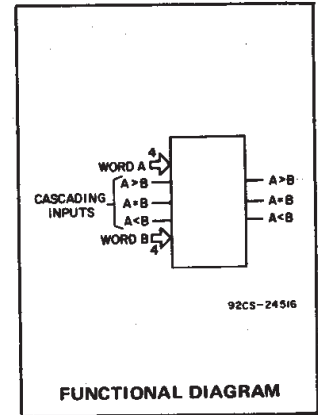 4
WORD A
A>B A>B
CASCADING INPUTS A=B A=B
A<B A<B
WORD B
4
92CS-24516
FUNCTIONAL DIAGRAM